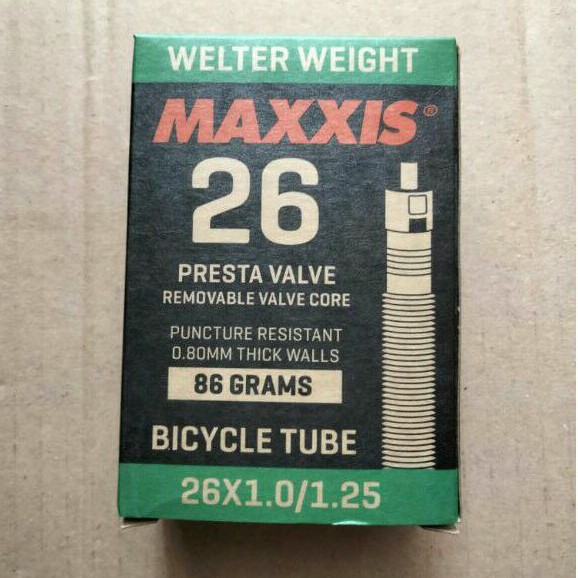 WELTER WEIGHT
MAXXIS®
26
PRESTA VALVE
REMOVABLE VALVE CORE
PUNCTURE RESISTANT
0.80MM THICK WALLS
86 GRAMS
BICYCLE TUBE
26X1.0/1.25